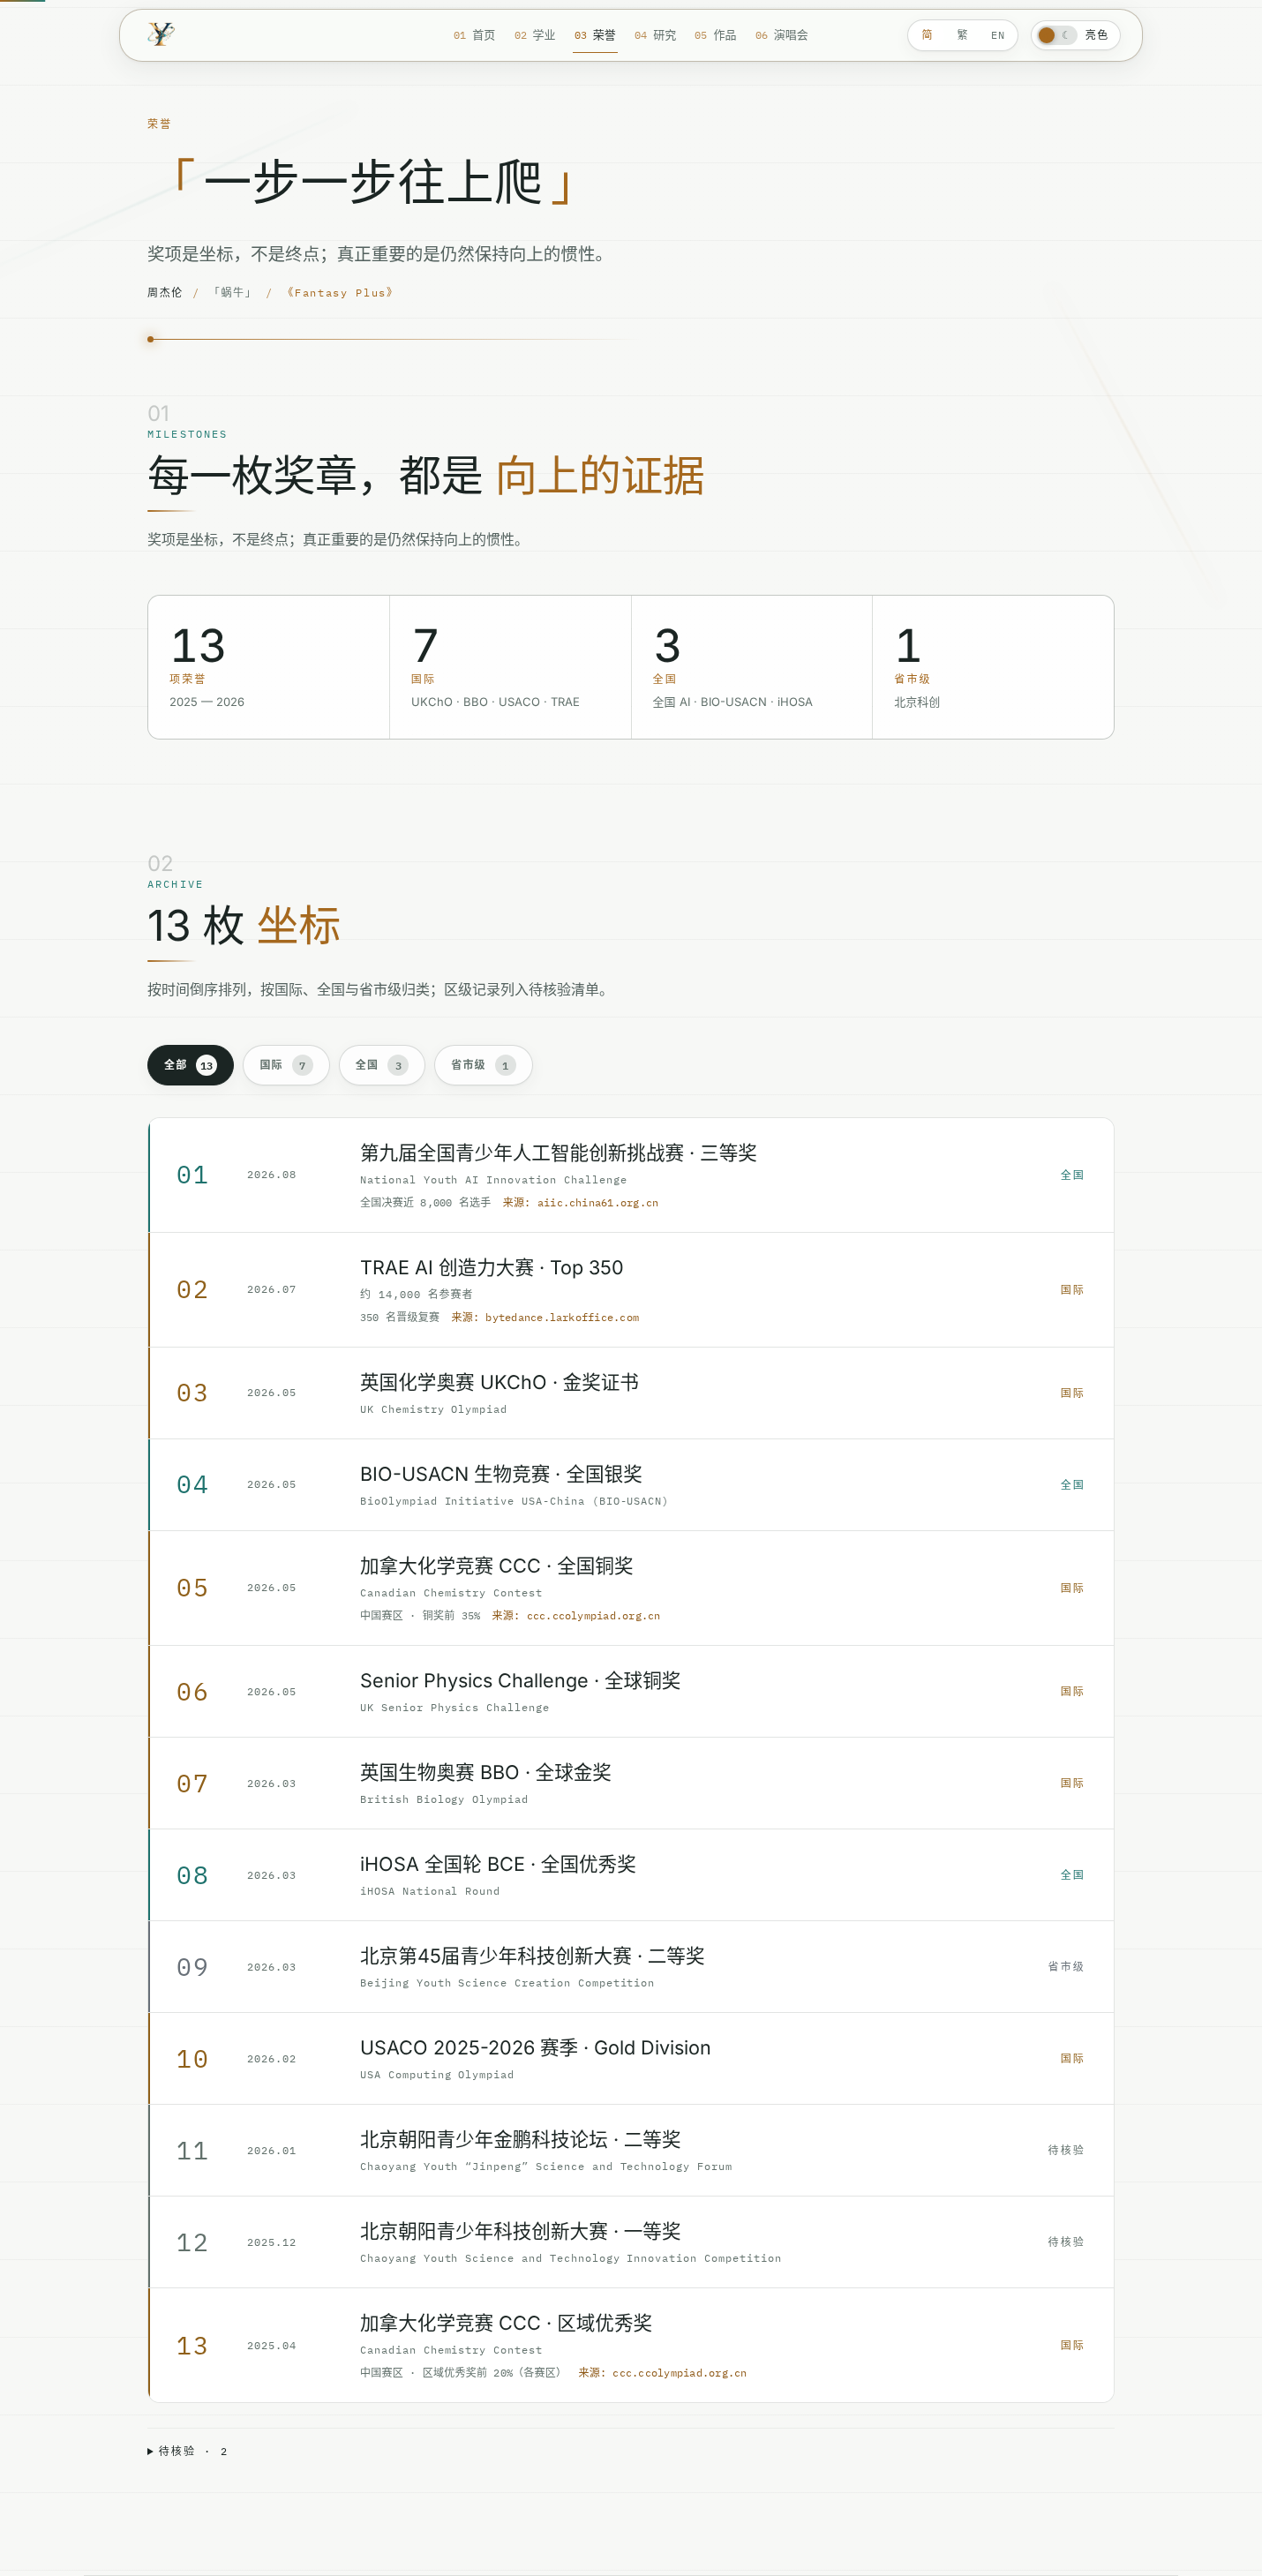 01 首页 02 学业 03 荣誉 04 研究 05 作品 06 演唱会 简 繁 EN 亮色
荣誉
「一步一步往上爬」
奖项是坐标，不是终点；真正重要的是仍然保持向上的惯性。
周杰伦 / 「蜗牛」 / 《Fantasy Plus》
01
MILESTONES
每一枚奖章，都是 向上的证据
奖项是坐标，不是终点；真正重要的是仍然保持向上的惯性。
13
项荣誉
2025 — 2026
7
国际
UKChO · BBO · USACO · TRAE
3
全国
全国 AI · BIO-USACN · iHOSA
1
省市级
北京科创
02
ARCHIVE
13 枚 坐标
按时间倒序排列，按国际、全国与省市级归类；区级记录列入待核验清单。
全部 13 国际 7 全国 3 省市级 1
01 2026.08 第九届全国青少年人工智能创新挑战赛 · 三等奖 全国
National Youth AI Innovation Challenge
全国决赛近 8,000 名选手 来源: aiic.china61.org.cn
02 2026.07 TRAE AI 创造力大赛 · Top 350 国际
约 14,000 名参赛者
350 名晋级复赛 来源: bytedance.larkoffice.com
03 2026.05 英国化学奥赛 UKChO · 金奖证书 国际
UK Chemistry Olympiad
04 2026.05 BIO-USACN 生物竞赛 · 全国银奖 全国
BioOlympiad Initiative USA-China (BIO-USACN)
05 2026.05 加拿大化学竞赛 CCC · 全国铜奖 国际
Canadian Chemistry Contest
中国赛区 · 铜奖前 35% 来源: ccc.ccolympiad.org.cn
06 2026.05 Senior Physics Challenge · 全球铜奖 国际
UK Senior Physics Challenge
07 2026.03 英国生物奥赛 BBO · 全球金奖 国际
British Biology Olympiad
08 2026.03 iHOSA 全国轮 BCE · 全国优秀奖 全国
iHOSA National Round
09 2026.03 北京第45届青少年科技创新大赛 · 二等奖 省市级
Beijing Youth Science Creation Competition
10 2026.02 USACO 2025-2026 赛季 · Gold Division 国际
USA Computing Olympiad
11 2026.01 北京朝阳青少年金鹏科技论坛 · 二等奖 待核验
Chaoyang Youth “Jinpeng” Science and Technology Forum
12 2025.12 北京朝阳青少年科技创新大赛 · 一等奖 待核验
Chaoyang Youth Science and Technology Innovation Competition
13 2025.04 加拿大化学竞赛 CCC · 区域优秀奖 国际
Canadian Chemistry Contest
中国赛区 · 区域优秀奖前 20%（各赛区） 来源: ccc.ccolympiad.org.cn
待核验 · 2